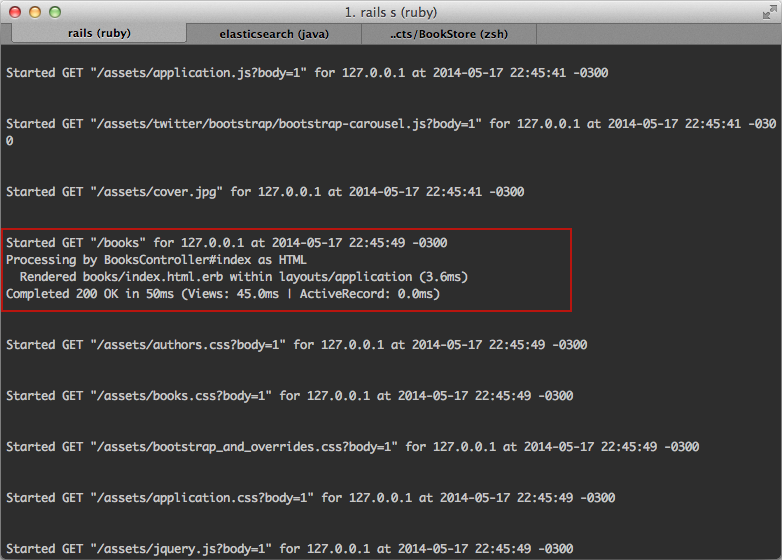 1. rails s (ruby)
rails (ruby)
elasticsearch (java)
..cts/BookStore (zsh)
Started GET "/assets/application.js?body=1" for 127.0.0.1 at 2014-05-17 22:45:41 -0300
Started GET "/assets/twitter/bootstrap/bootstrap-carousel.js?body=1" for 127.0.0.1 at 2014-05-17 22:45:41 -030
0
Started GET "/assets/cover.jpg" for 127.0.0.1 at 2014-05-17 22:45:41 -0300
Started GET "/books" for 127.0.0.1 at 2014-05-17 22:45:49 -0300
Processing by BooksController#index as HTML
Rendered books/index.html.erb within layouts/application (3.6ms)
Completed 200 OK in 50ms (Views: 45.0ms | ActiveRecord: 0.0ms)
Started GET "/assets/authors.css?body=1" for 127.0.0.1 at 2014-05-17 22:45:49 -0300
Started GET "/assets/books.css?body=1" for 127.0.0.1 at 2014-05-17 22:45:49 -0300
Started GET "/assets/bootstrap_and_overrides.css?body=1" for 127.0.0.1 at 2014-05-17 22:45:49 -0300
Started GET "/assets/application.css?body=1" for 127.0.0.1 at 2014-05-17 22:45:49 -0300
Started GET "/assets/jquery.js?body=1" for 127.0.0.1 at 2014-05-17 22:45:49 -0300